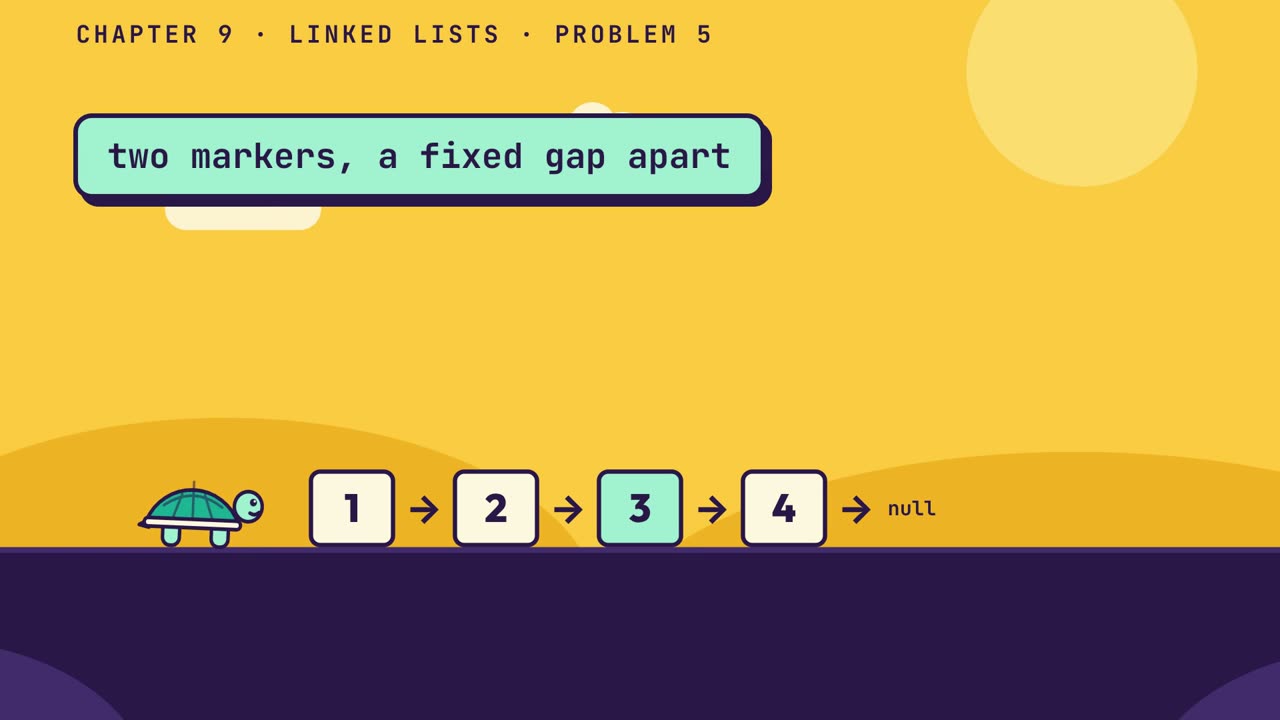 CHAPTER 9 · LINKED LISTS · PROBLEM 5
two markers, a fixed gap apart
1 → 2 → 3 → 4 → null